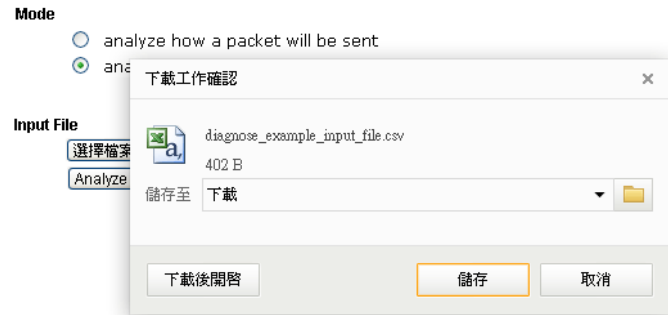 Mode
analyze how a packet will be sent
ana
下載工作確認
diagnose_example_input_file.csv
402 B
儲存至 下載
Input File
選擇檔案
Analyze
下載後開啓 儲存 取消